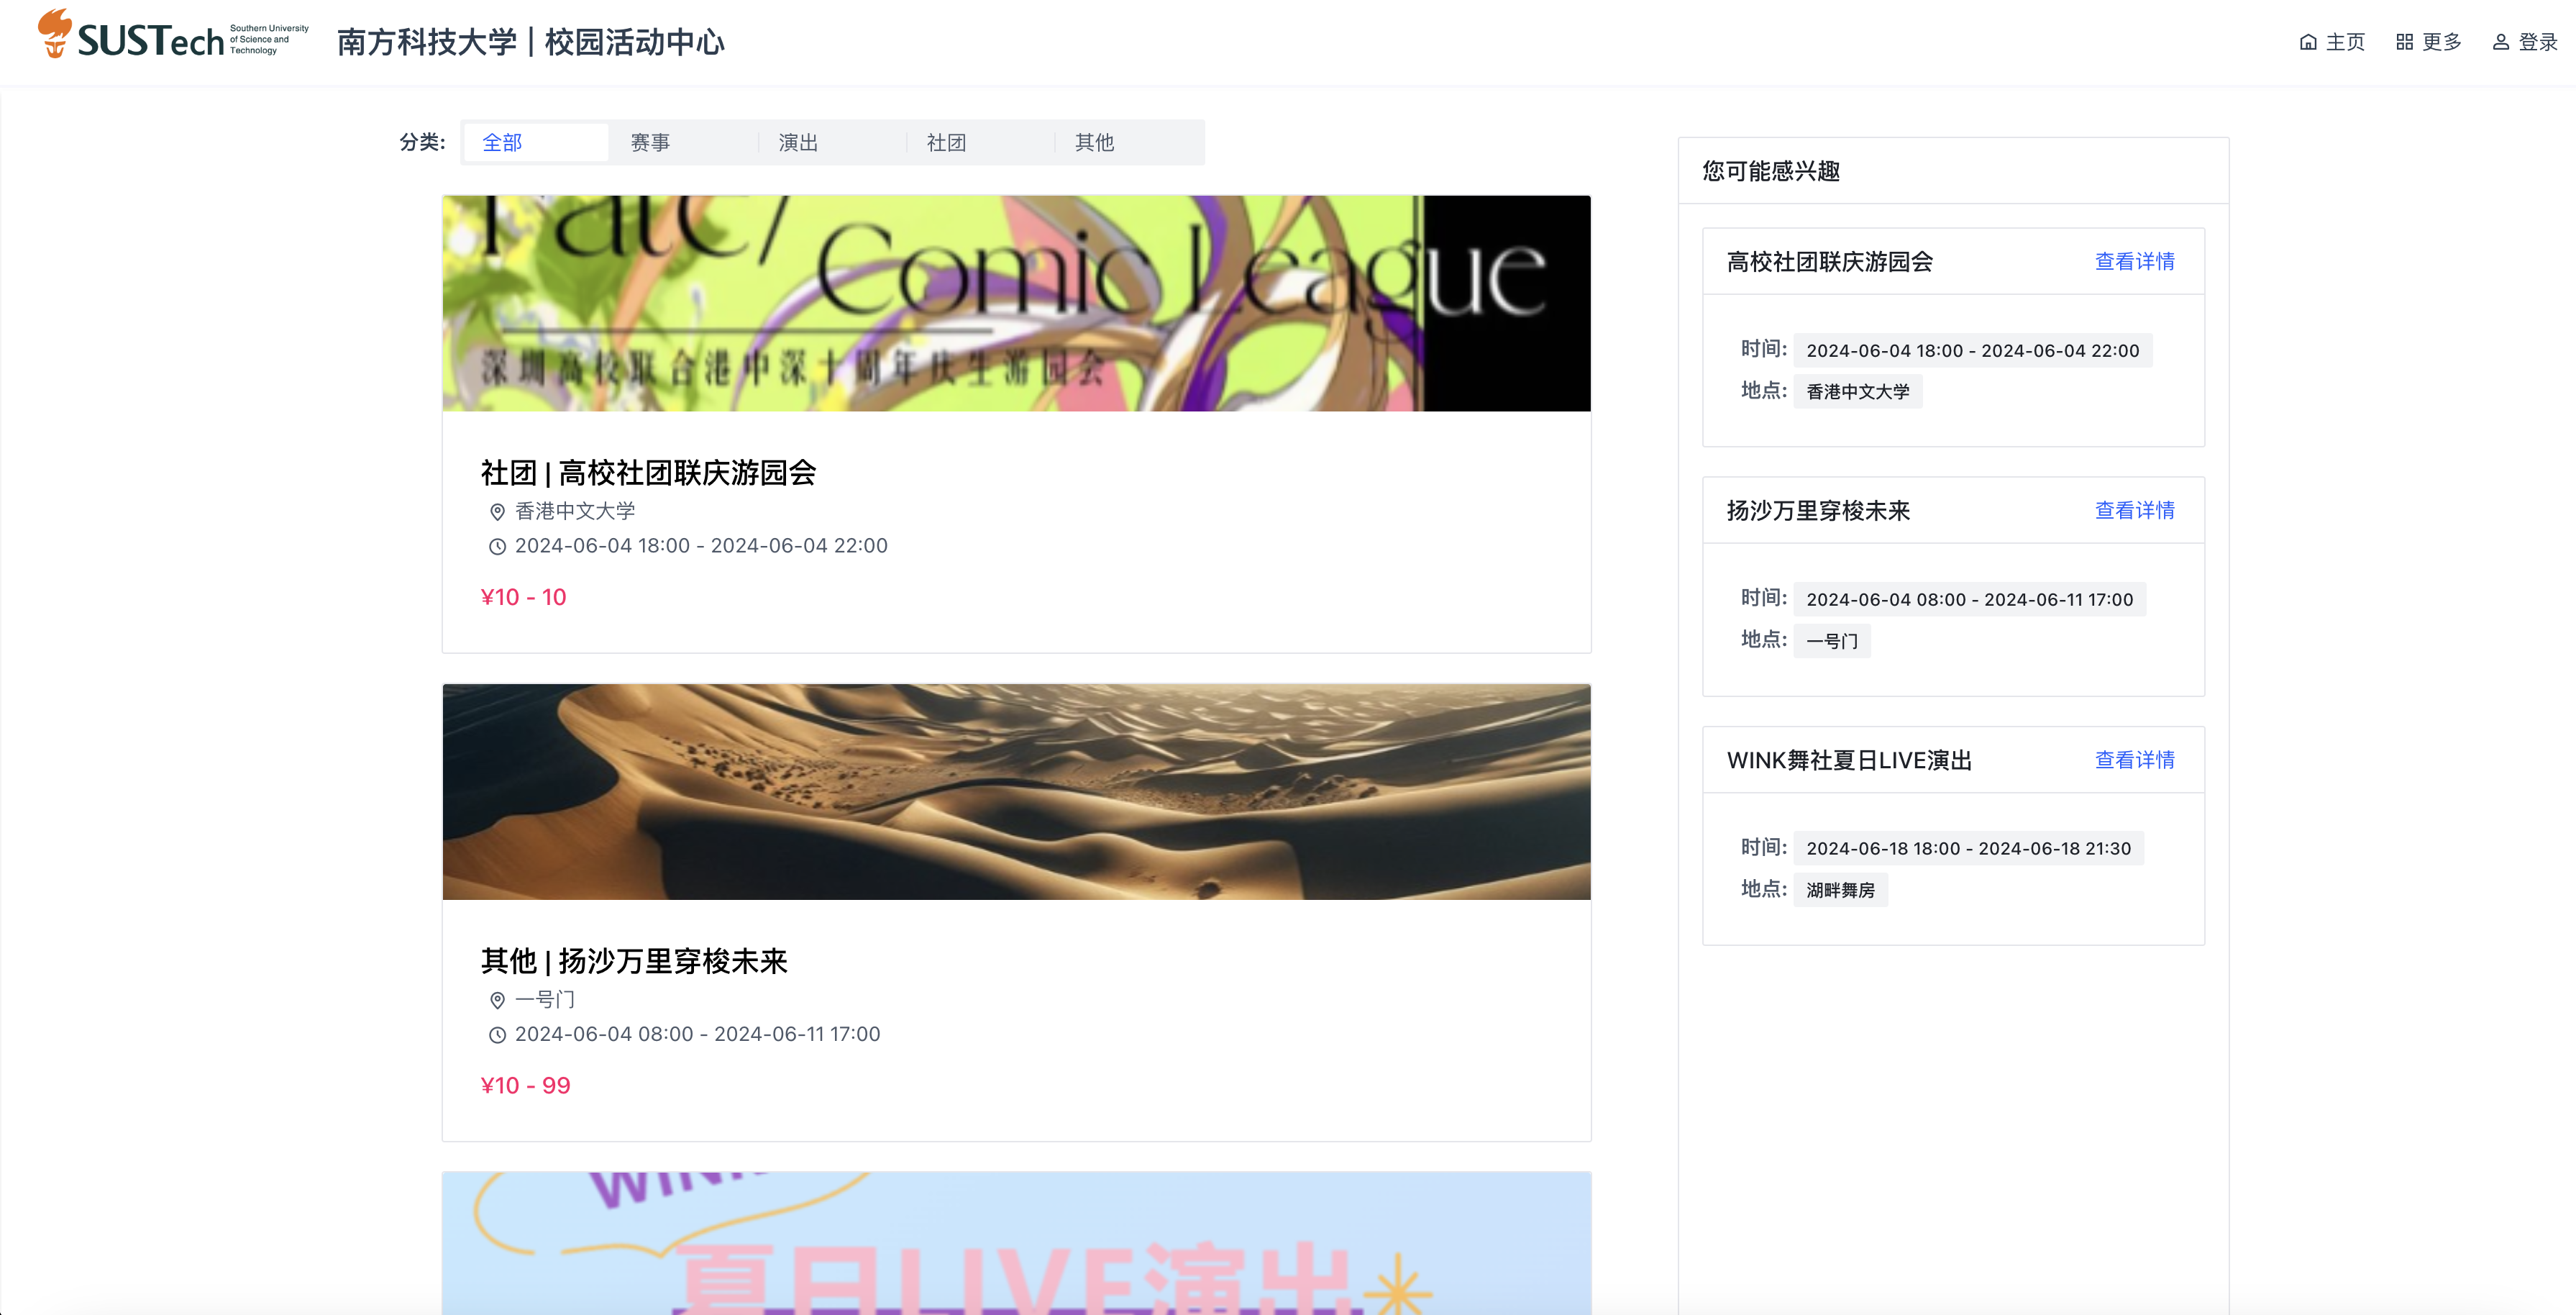 SUSTech
Southern University
of Science and
Technology
南方科技大学 | 校园活动中心
主页
更多
登录
分类:
全部
赛事
演出
社团
其他
Fate/
Comic League
深圳高校联合港中深十周年庆生游园会
社团 | 高校社团联庆游园会
香港中文大学
2024-06-04 18:00 - 2024-06-04 22:00
¥10 - 10
其他 | 扬沙万里穿梭未来
一号门
2024-06-04 08:00 - 2024-06-11 17:00
¥10 - 99
WINK
夏日LIVE演出
您可能感兴趣
高校社团联庆游园会
查看详情
时间: 2024-06-04 18:00 - 2024-06-04 22:00
地点: 香港中文大学
扬沙万里穿梭未来
查看详情
时间: 2024-06-04 08:00 - 2024-06-11 17:00
地点: 一号门
WINK舞社夏日LIVE演出
查看详情
时间: 2024-06-18 18:00 - 2024-06-18 21:30
地点: 湖畔舞房